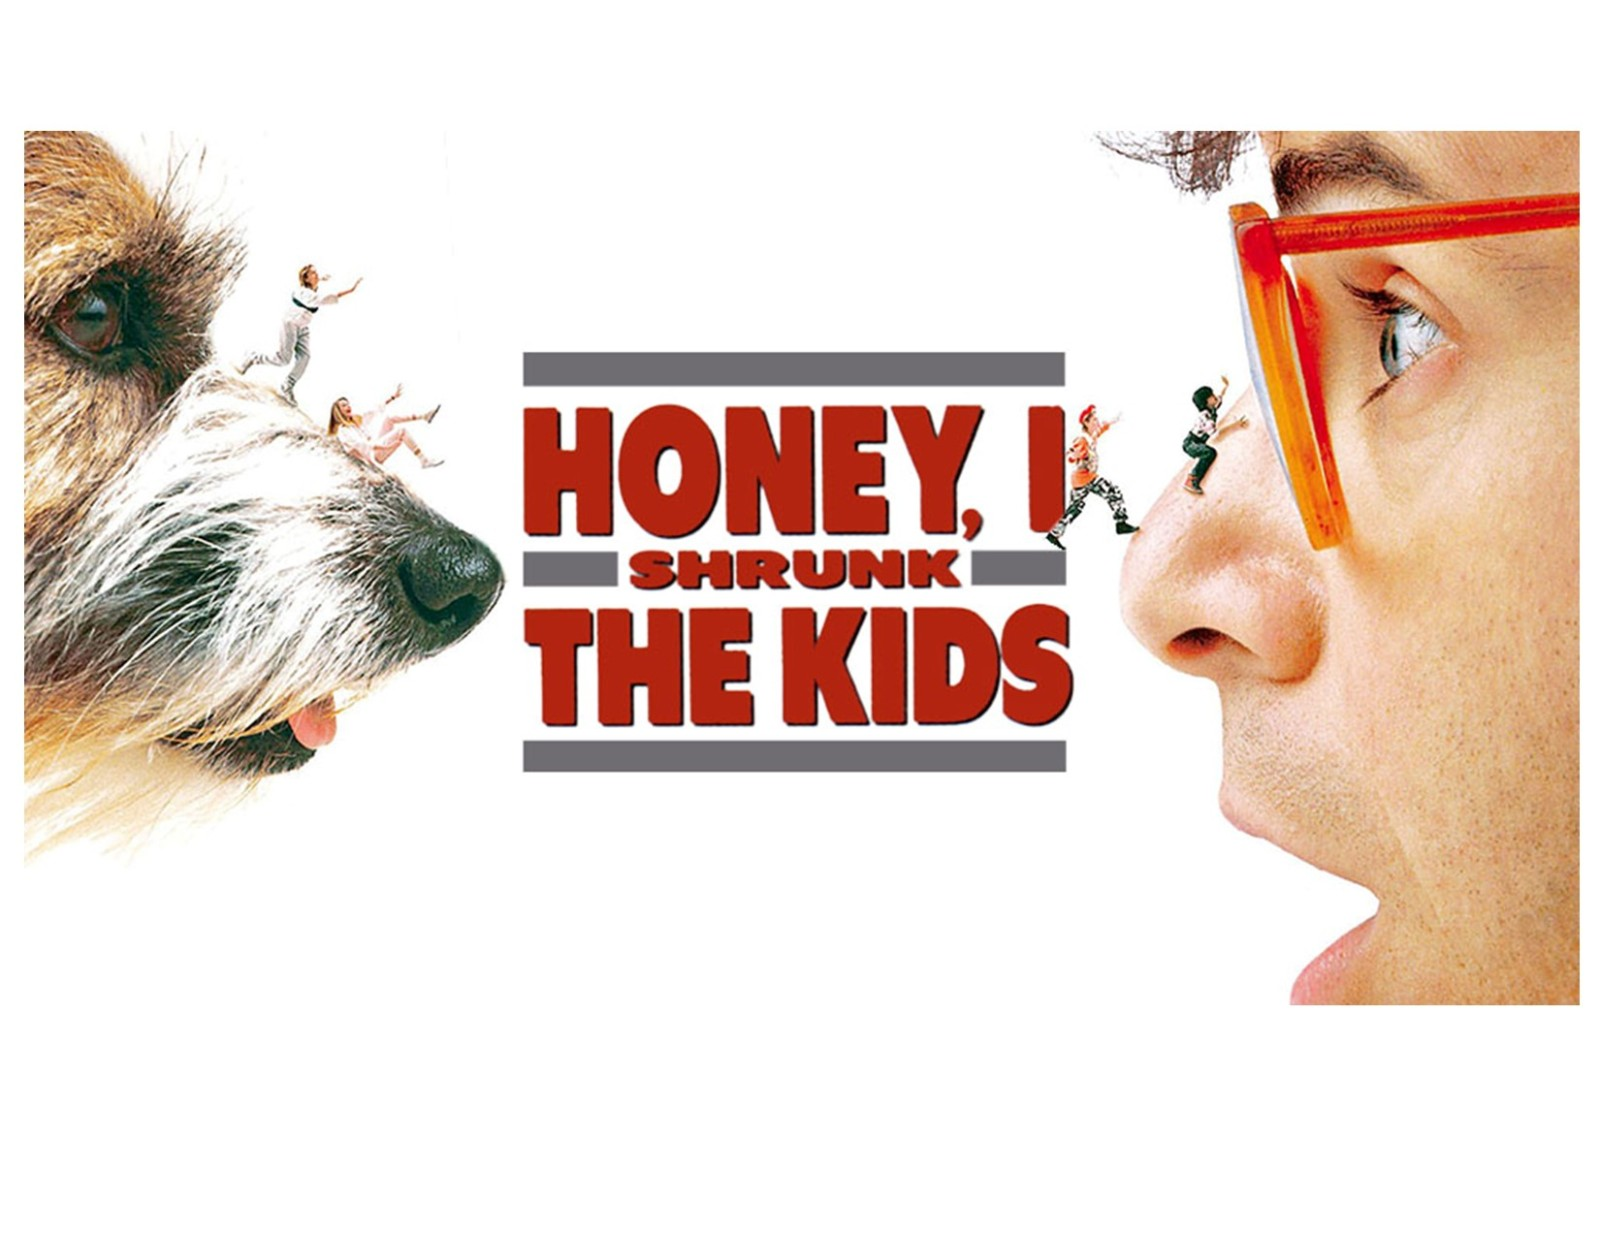 HONEY, I
SHRUNK
THE KIDS